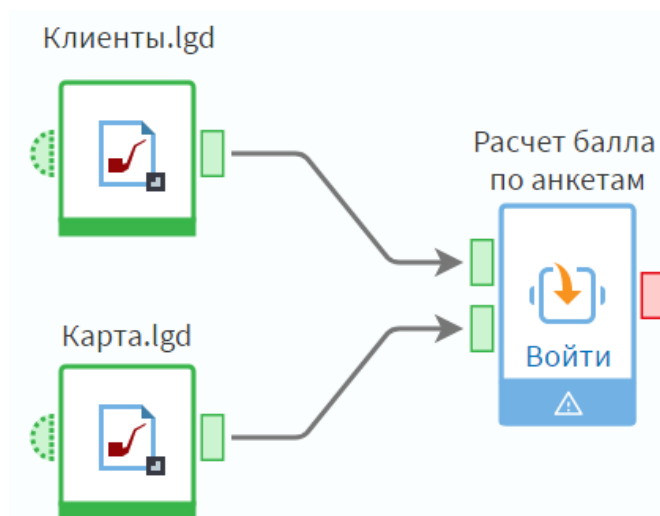 Клиенты.lgd
Расчет балла
по анкетам
Карта.lgd
Войти